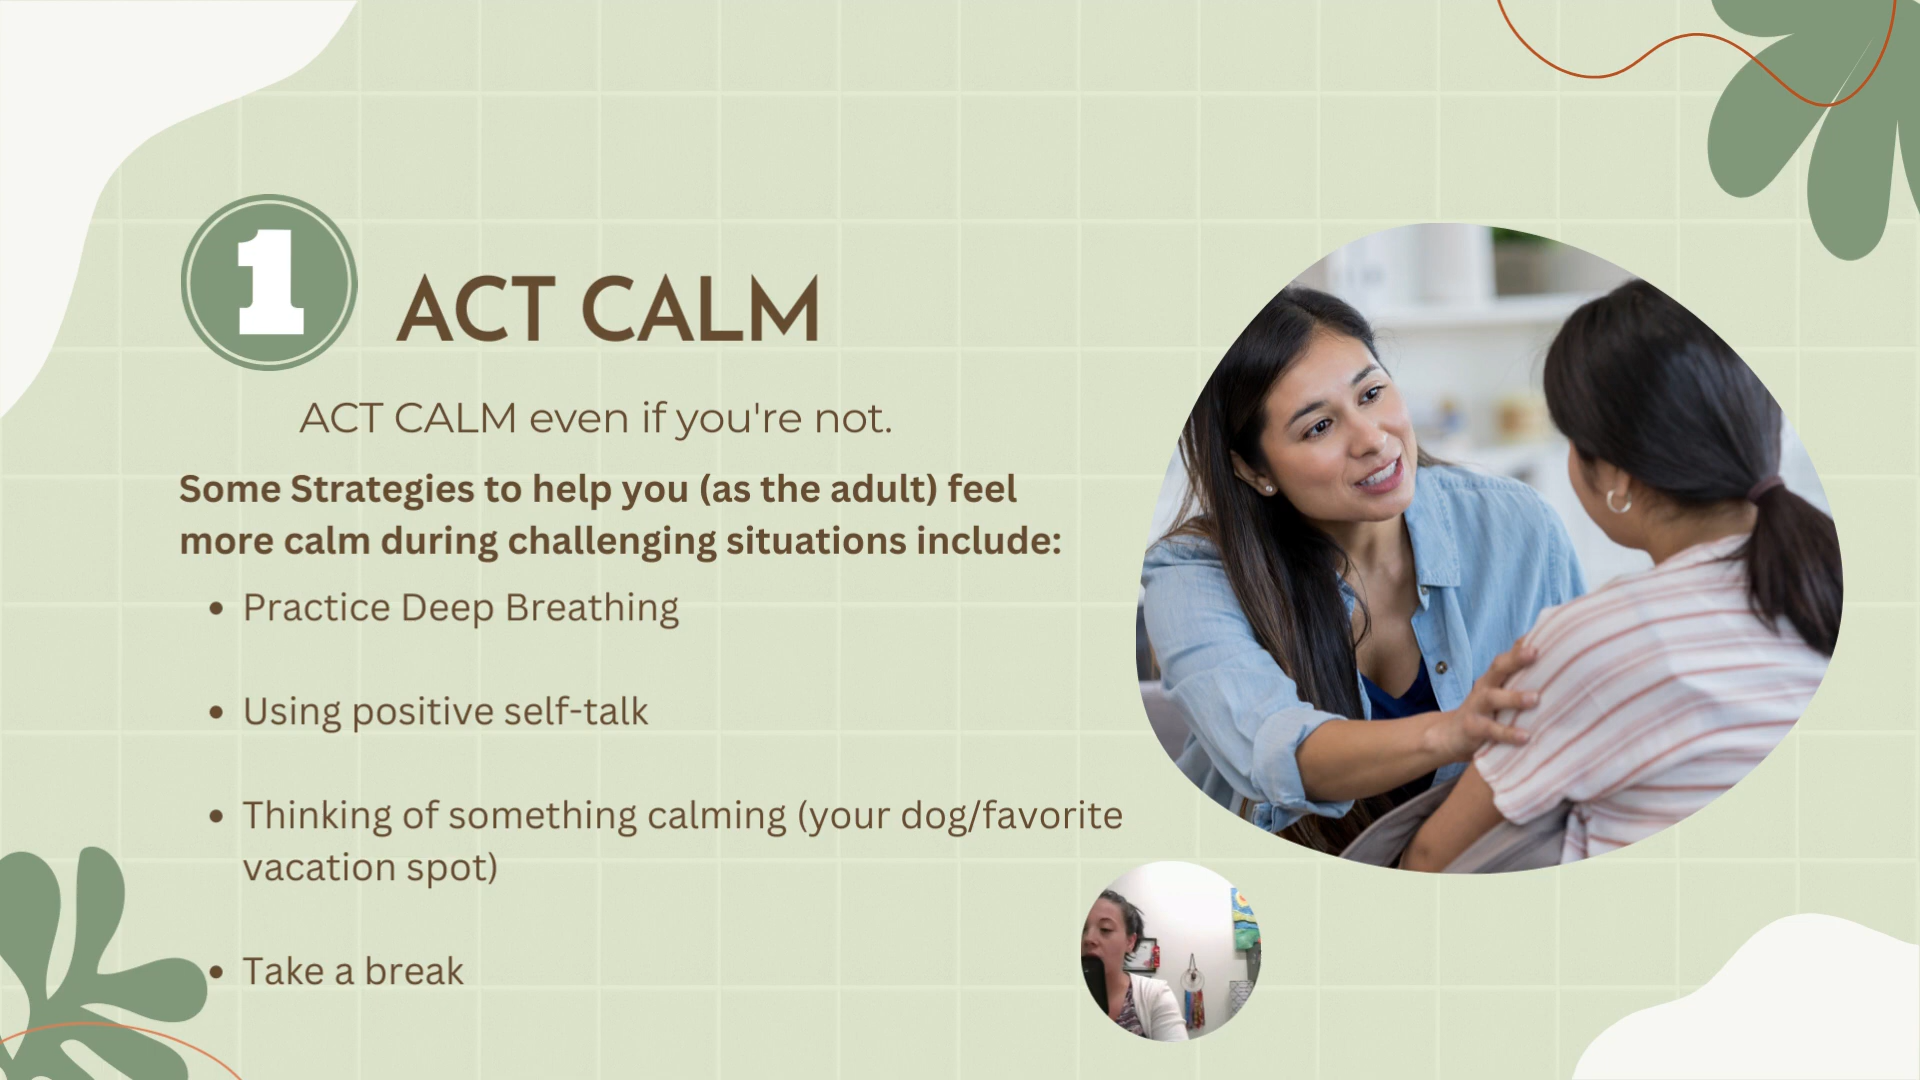 1
ACT CALM
ACT CALM even if you're not.
Some Strategies to help you (as the adult) feel
more calm during challenging situations include:
• Practice Deep Breathing
• Using positive self-talk
• Thinking of something calming (your dog/favorite
vacation spot)
• Take a break